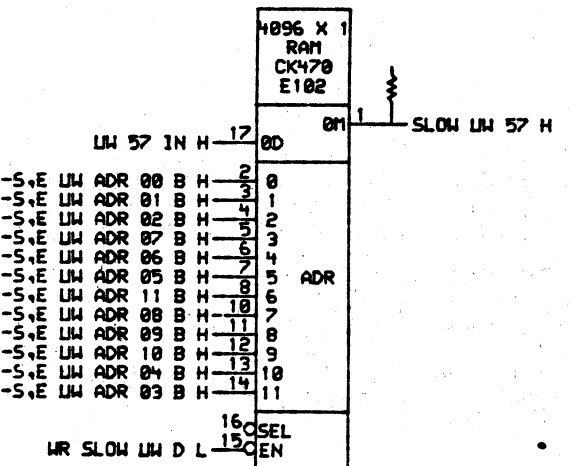 4096 X 1
RAM
CK470
E102
0M 1 SLOW UW 57 H
UW 57 IN H 17 0D
-S,E UW ADR 00 B H 2 0
-S,E UW ADR 01 B H 3 1
-S,E UW ADR 02 B H 4 2
-S,E UW ADR 07 B H 5 3
-S,E UW ADR 06 B H 6 4
-S,E UW ADR 05 B H 7 5 ADR
-S,E UW ADR 11 B H 8 6
-S,E UW ADR 08 B H 10 7
-S,E UW ADR 09 B H 11 8
-S,E UW ADR 10 B H 12 9
-S,E UW ADR 04 B H 13 10
-S,E UW ADR 03 B H 14 11
16 SEL
WR SLOW UW D L 15 EN